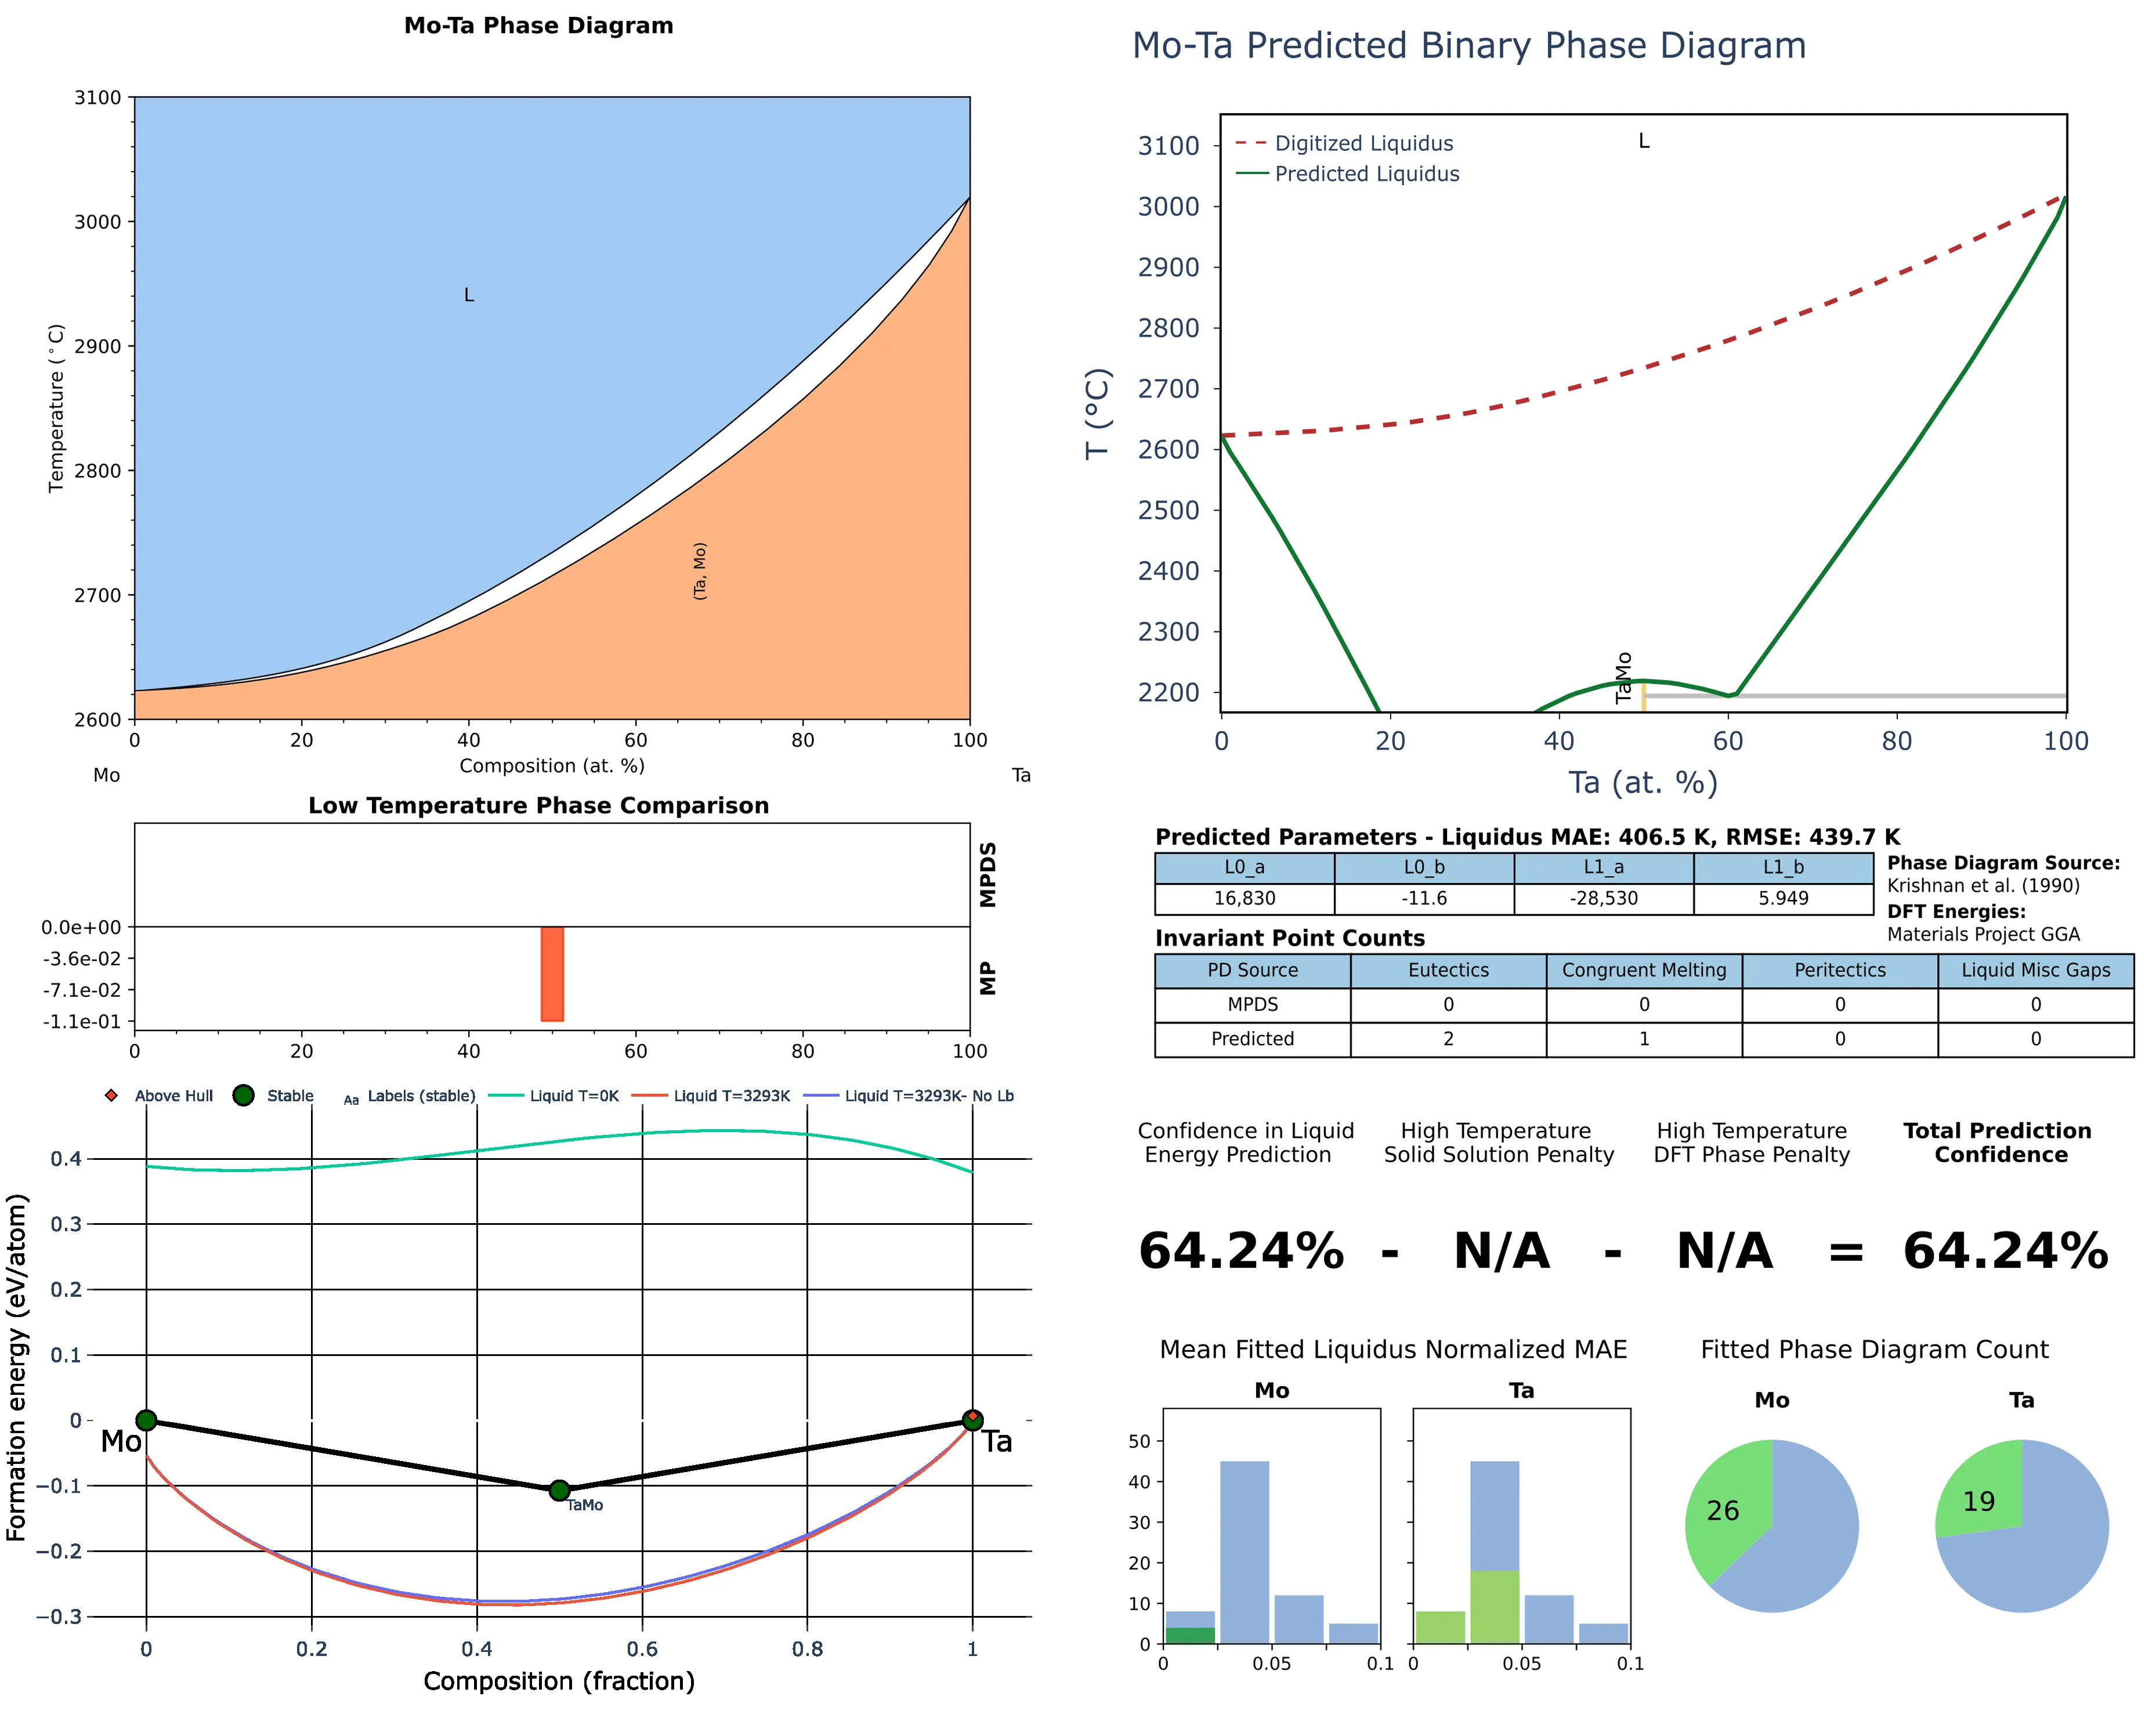 Mo-Ta Phase Diagram
3100
3000
2900
2800
2700
2600
Temperature (°C)
L
(Ta, Mo)
0 20 40 60 80 100
Mo Composition (at. %) Ta
Low Temperature Phase Comparison
0.0e+00
-3.6e-02
-7.1e-02
-1.1e-01
MPDS
MP
0 20 40 60 80 100
Above Hull Stable Aa Labels (stable) Liquid T=0K Liquid T=3293K Liquid T=3293K- No Lb
0.4
0.3
0.2
0.1
0
−0.1
−0.2
−0.3
Formation energy (eV/atom)
Mo
TaMo
Ta
0 0.2 0.4 0.6 0.8 1
Composition (fraction)
Mo-Ta Predicted Binary Phase Diagram
Digitized Liquidus
Predicted Liquidus
L
3100
3000
2900
2800
2700
2600
2500
2400
2300
2200
T (°C)
TaMo
0 20 40 60 80 100
Ta (at. %)
Predicted Parameters - Liquidus MAE: 406.5 K, RMSE: 439.7 K
L0_a L0_b L1_a L1_b
16,830 -11.6 -28,530 5.949
Phase Diagram Source:
Krishnan et al. (1990)
DFT Energies:
Materials Project GGA
Invariant Point Counts
PD Source Eutectics Congruent Melting Peritectics Liquid Misc Gaps
MPDS 0 0 0 0
Predicted 2 1 0 0
Confidence in Liquid
Energy Prediction
High Temperature
Solid Solution Penalty
High Temperature
DFT Phase Penalty
Total Prediction
Confidence
64.24% - N/A - N/A = 64.24%
Mean Fitted Liquidus Normalized MAE
Mo Ta
50
40
30
20
10
0
0 0.05 0.1 0 0.05 0.1
Fitted Phase Diagram Count
Mo Ta
26 19